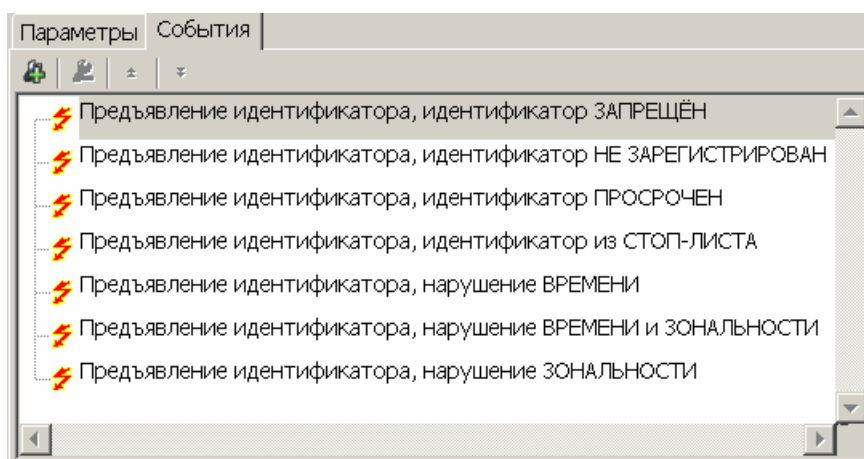 Параметры События
Предъявление идентификатора, идентификатор ЗАПРЕЩЁН
Предъявление идентификатора, идентификатор НЕ ЗАРЕГИСТРИРОВАН
Предъявление идентификатора, идентификатор ПРОСРОЧЕН
Предъявление идентификатора, идентификатор из СТОП-ЛИСТА
Предъявление идентификатора, нарушение ВРЕМЕНИ
Предъявление идентификатора, нарушение ВРЕМЕНИ и ЗОНАЛЬНОСТИ
Предъявление идентификатора, нарушение ЗОНАЛЬНОСТИ